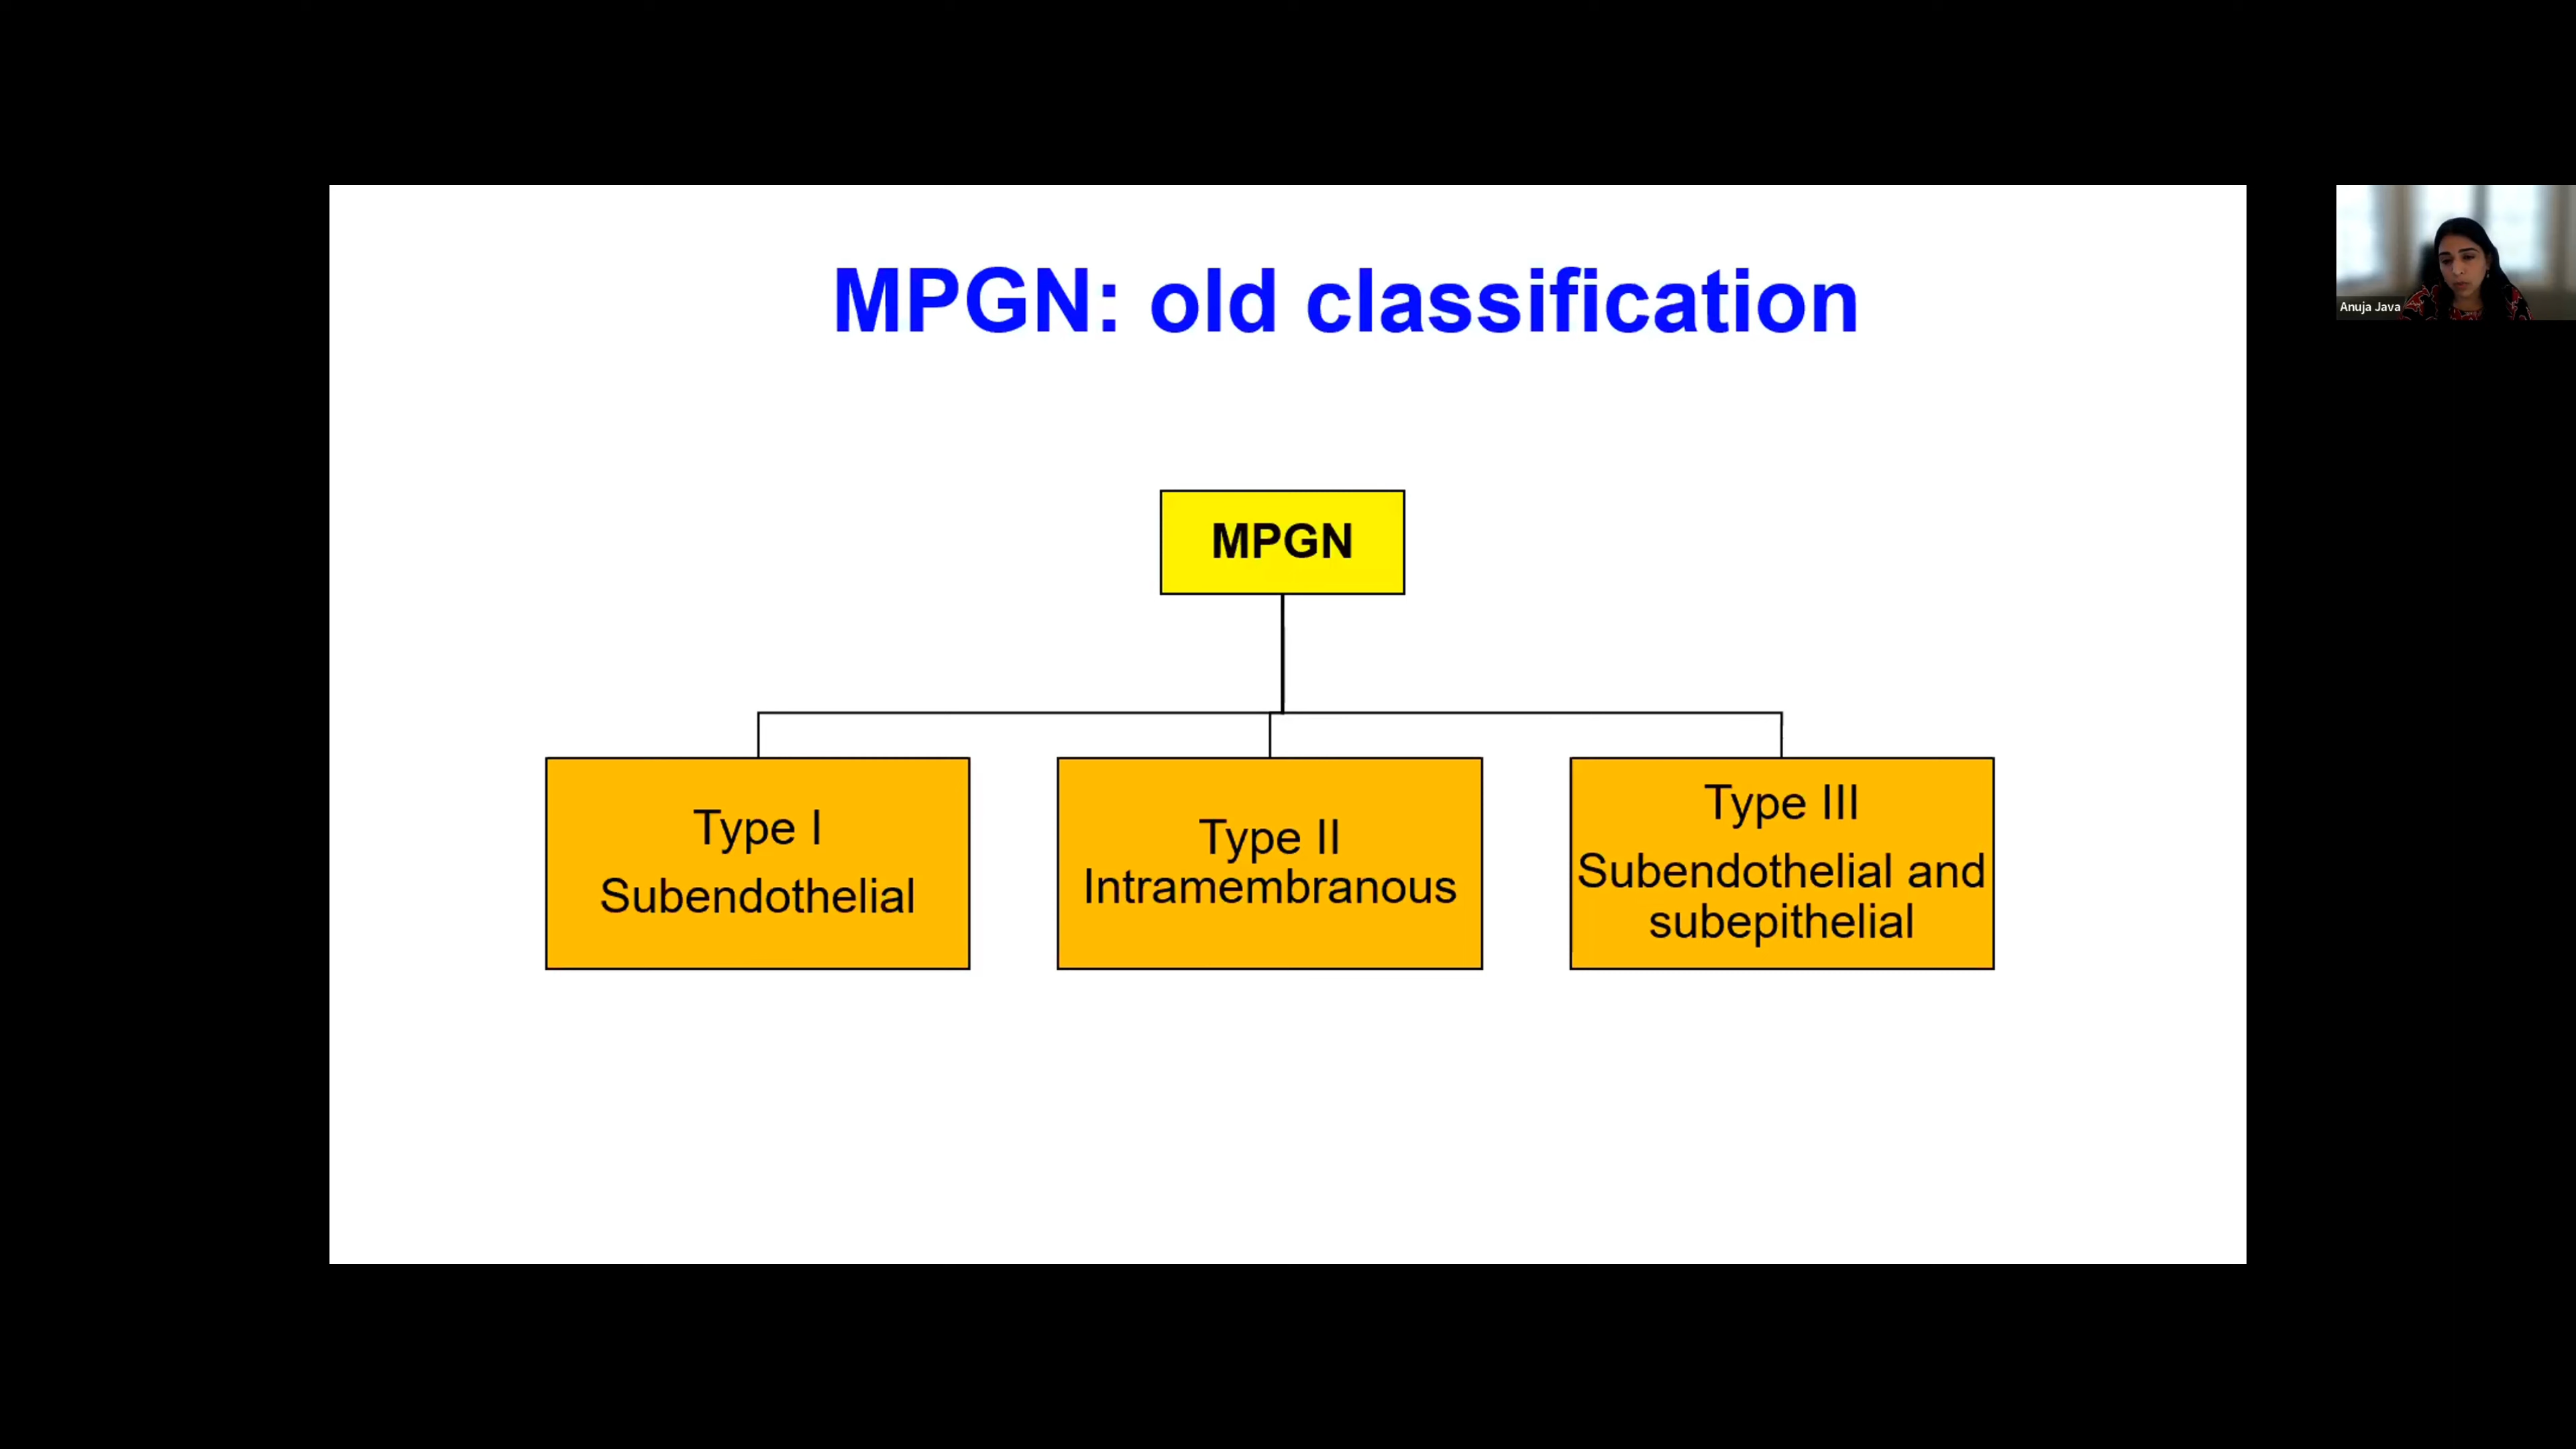 MPGN: old classification
Anuja Java
MPGN
Type I
Subendothelial
Type II
Intramembranous
Type III
Subendothelial and
subepithelial